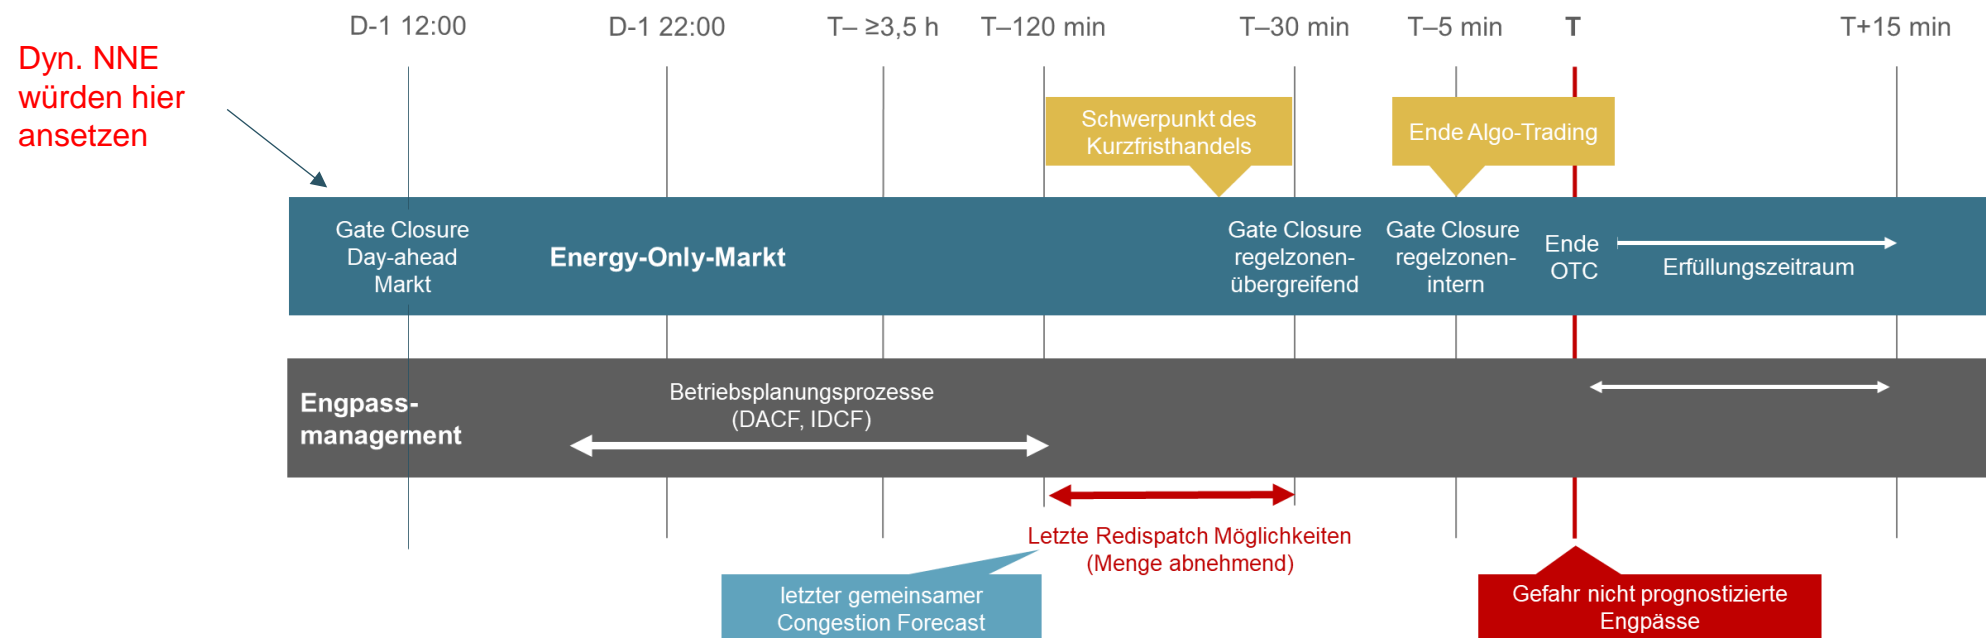 D-1 12:00
D-1 22:00
T– ≥3,5 h
T–120 min
T–30 min
T–5 min
T
T+15 min
Dyn. NNE
würden hier
ansetzen
Schwerpunkt des
Kurzfristhandels
Ende Algo-Trading
Gate Closure
Day-ahead
Markt
Energy-Only-Markt
Gate Closure
regelzonen-
übergreifend
Gate Closure
regelzonen-
intern
Ende
OTC
Erfüllungszeitraum
Engpass-
management
Betriebsplanungsprozesse
(DACF, IDCF)
Letzte Redispatch Möglichkeiten
(Menge abnehmend)
letzter gemeinsamer
Congestion Forecast
Gefahr nicht prognostizierte
Engpässe